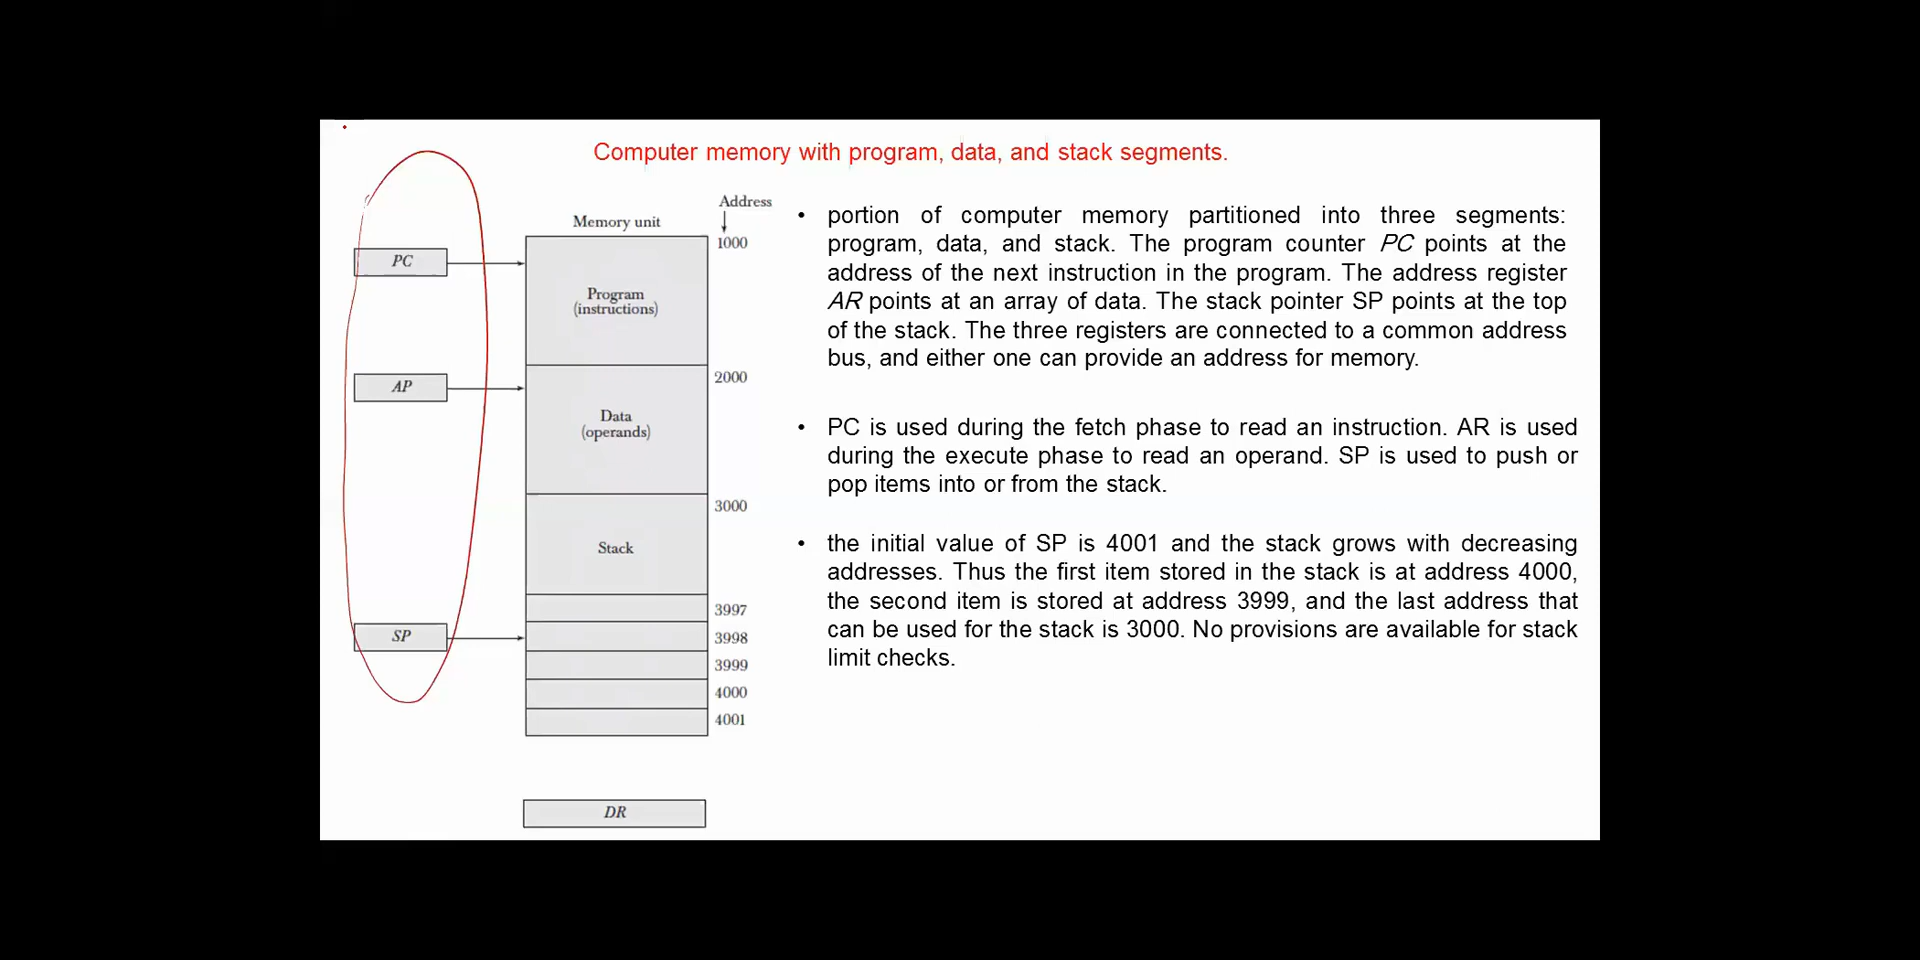 Computer memory with program, data, and stack segments.
Address
Memory unit
1000
PC
Program
(instructions)
2000
AP
Data
(operands)
3000
Stack
3997
SP
3998
3999
4000
4001
DR
• portion of computer memory partitioned into three segments:
program, data, and stack. The program counter PC points at the
address of the next instruction in the program. The address register
AR points at an array of data. The stack pointer SP points at the top
of the stack. The three registers are connected to a common address
bus, and either one can provide an address for memory.
• PC is used during the fetch phase to read an instruction. AR is used
during the execute phase to read an operand. SP is used to push or
pop items into or from the stack.
• the initial value of SP is 4001 and the stack grows with decreasing
addresses. Thus the first item stored in the stack is at address 4000,
the second item is stored at address 3999, and the last address that
can be used for the stack is 3000. No provisions are available for stack
limit checks.